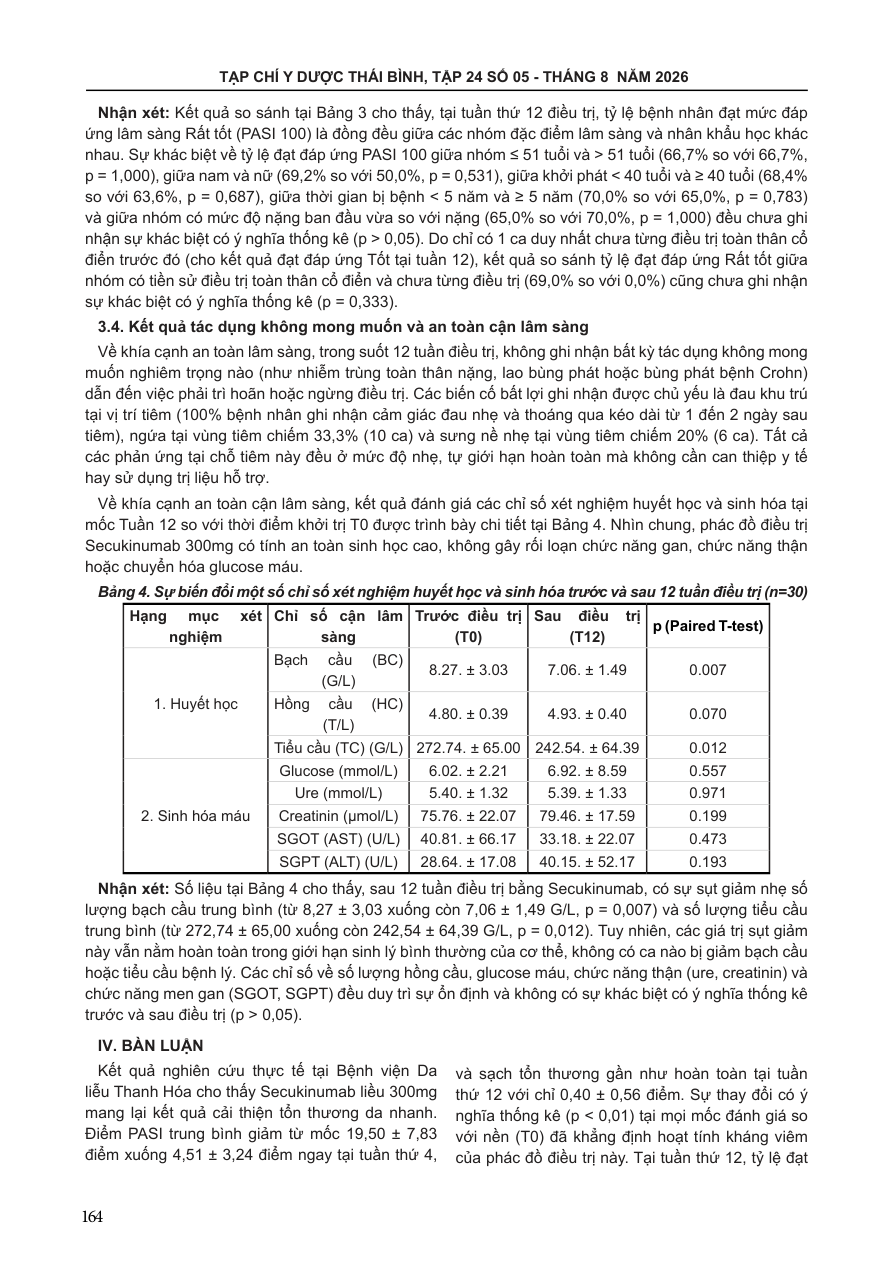 TẠP CHÍ Y DƯỢC THÁI BÌNH, TẬP 24 SỐ 05 - THÁNG 8 NĂM 2026
Nhận xét: Kết quả so sánh tại Bảng 3 cho thấy, tại tuần thứ 12 điều trị, tỷ lệ bệnh nhân đạt mức đáp
ứng lâm sàng Rất tốt (PASI 100) là đồng đều giữa các nhóm đặc điểm lâm sàng và nhân khẩu học khác
nhau. Sự khác biệt về tỷ lệ đạt đáp ứng PASI 100 giữa nhóm ≤ 51 tuổi và > 51 tuổi (66,7% so với 66,7%,
p = 1,000), giữa nam và nữ (69,2% so với 50,0%, p = 0,531), giữa khởi phát < 40 tuổi và ≥ 40 tuổi (68,4%
so với 63,6%, p = 0,687), giữa thời gian bị bệnh < 5 năm và ≥ 5 năm (70,0% so với 65,0%, p = 0,783)
và giữa nhóm có mức độ nặng ban đầu vừa so với nặng (65,0% so với 70,0%, p = 1,000) đều chưa ghi
nhận sự khác biệt có ý nghĩa thống kê (p > 0,05). Do chỉ có 1 ca duy nhất chưa từng điều trị toàn thân cổ
điển trước đó (cho kết quả đạt đáp ứng Tốt tại tuần 12), kết quả so sánh tỷ lệ đạt đáp ứng Rất tốt giữa
nhóm có tiền sử điều trị toàn thân cổ điển và chưa từng điều trị (69,0% so với 0,0%) cũng chưa ghi nhận
sự khác biệt có ý nghĩa thống kê (p = 0,333).
3.4. Kết quả tác dụng không mong muốn và an toàn cận lâm sàng
Về khía cạnh an toàn lâm sàng, trong suốt 12 tuần điều trị, không ghi nhận bất kỳ tác dụng không mong
muốn nghiêm trọng nào (như nhiễm trùng toàn thân nặng, lao bùng phát hoặc bùng phát bệnh Crohn)
dẫn đến việc phải trì hoãn hoặc ngừng điều trị. Các biến cố bất lợi ghi nhận được chủ yếu là đau khu trú
tại vị trí tiêm (100% bệnh nhân ghi nhận cảm giác đau nhẹ và thoáng qua kéo dài từ 1 đến 2 ngày sau
tiêm), ngứa tại vùng tiêm chiếm 33,3% (10 ca) và sưng nề nhẹ tại vùng tiêm chiếm 20% (6 ca). Tất cả
các phản ứng tại chỗ tiêm này đều ở mức độ nhẹ, tự giới hạn hoàn toàn mà không cần can thiệp y tế
hay sử dụng trị liệu hỗ trợ.
Về khía cạnh an toàn cận lâm sàng, kết quả đánh giá các chỉ số xét nghiệm huyết học và sinh hóa tại
mốc Tuần 12 so với thời điểm khởi trị T0 được trình bày chi tiết tại Bảng 4. Nhìn chung, phác đồ điều trị
Secukinumab 300mg có tính an toàn sinh học cao, không gây rối loạn chức năng gan, chức năng thận
hoặc chuyển hóa glucose máu.
Bảng 4. Sự biến đổi một số chỉ số xét nghiệm huyết học và sinh hóa trước và sau 12 tuần điều trị (n=30)
Hạng mục xét nghiệm | Chỉ số cận lâm sàng | Trước điều trị (T0) | Sau điều trị (T12) | p (Paired T-test)
1. Huyết học | Bạch cầu (BC) (G/L) | 8.27. ± 3.03 | 7.06. ± 1.49 | 0.007
Hồng cầu (HC) (T/L) | 4.80. ± 0.39 | 4.93. ± 0.40 | 0.070
Tiểu cầu (TC) (G/L) | 272.74. ± 65.00 | 242.54. ± 64.39 | 0.012
2. Sinh hóa máu | Glucose (mmol/L) | 6.02. ± 2.21 | 6.92. ± 8.59 | 0.557
Ure (mmol/L) | 5.40. ± 1.32 | 5.39. ± 1.33 | 0.971
Creatinin (µmol/L) | 75.76. ± 22.07 | 79.46. ± 17.59 | 0.199
SGOT (AST) (U/L) | 40.81. ± 66.17 | 33.18. ± 22.07 | 0.473
SGPT (ALT) (U/L) | 28.64. ± 17.08 | 40.15. ± 52.17 | 0.193
Nhận xét: Số liệu tại Bảng 4 cho thấy, sau 12 tuần điều trị bằng Secukinumab, có sự sụt giảm nhẹ số
lượng bạch cầu trung bình (từ 8,27 ± 3,03 xuống còn 7,06 ± 1,49 G/L, p = 0,007) và số lượng tiểu cầu
trung bình (từ 272,74 ± 65,00 xuống còn 242,54 ± 64,39 G/L, p = 0,012). Tuy nhiên, các giá trị sụt giảm
này vẫn nằm hoàn toàn trong giới hạn sinh lý bình thường của cơ thể, không có ca nào bị giảm bạch cầu
hoặc tiểu cầu bệnh lý. Các chỉ số về số lượng hồng cầu, glucose máu, chức năng thận (ure, creatinin) và
chức năng men gan (SGOT, SGPT) đều duy trì sự ổn định và không có sự khác biệt có ý nghĩa thống kê
trước và sau điều trị (p > 0,05).
IV. BÀN LUẬN
Kết quả nghiên cứu thực tế tại Bệnh viện Da
liễu Thanh Hóa cho thấy Secukinumab liều 300mg
mang lại kết quả cải thiện tổn thương da nhanh.
Điểm PASI trung bình giảm từ mốc 19,50 ± 7,83
điểm xuống 4,51 ± 3,24 điểm ngay tại tuần thứ 4,
và sạch tổn thương gần như hoàn toàn tại tuần
thứ 12 với chỉ 0,40 ± 0,56 điểm. Sự thay đổi có ý
nghĩa thống kê (p < 0,01) tại mọi mốc đánh giá so
với nền (T0) đã khẳng định hoạt tính kháng viêm
của phác đồ điều trị này. Tại tuần thứ 12, tỷ lệ đạt
164